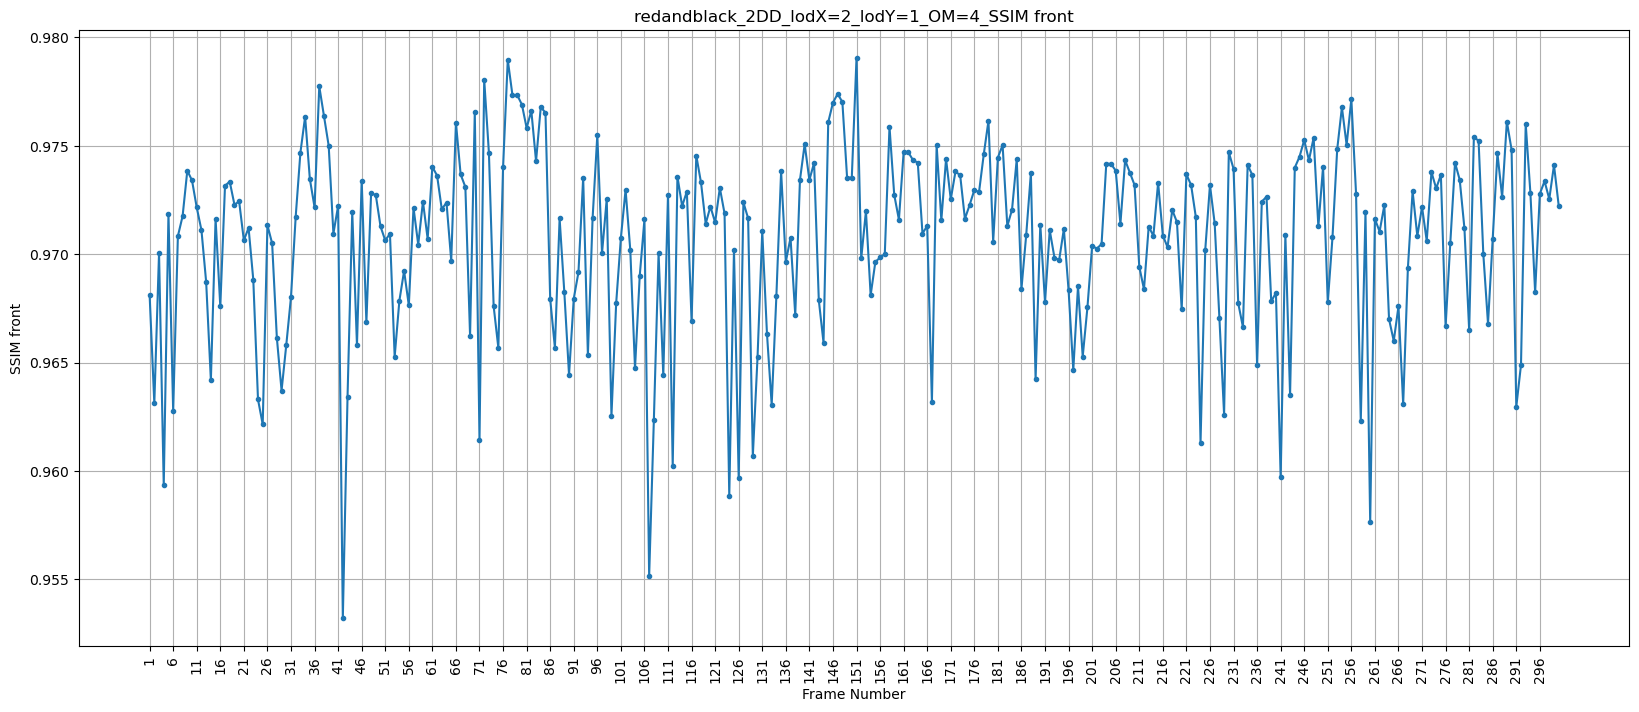 redandblack_2DD_lodX=2_lodY=1_OM=4_SSIM front
SSIM front
0.980
0.975
0.970
0.965
0.960
0.955
1 6 11 16 21 26 31 36 41 46 51 56 61 66 71 76 81 86 91 96 101 106 111 116 121 126 131 136 141 146 151 156 161 166 171 176 181 186 191 196 201 206 211 216 221 226 231 236 241 246 251 256 261 266 271 276 281 286 291 296
Frame Number